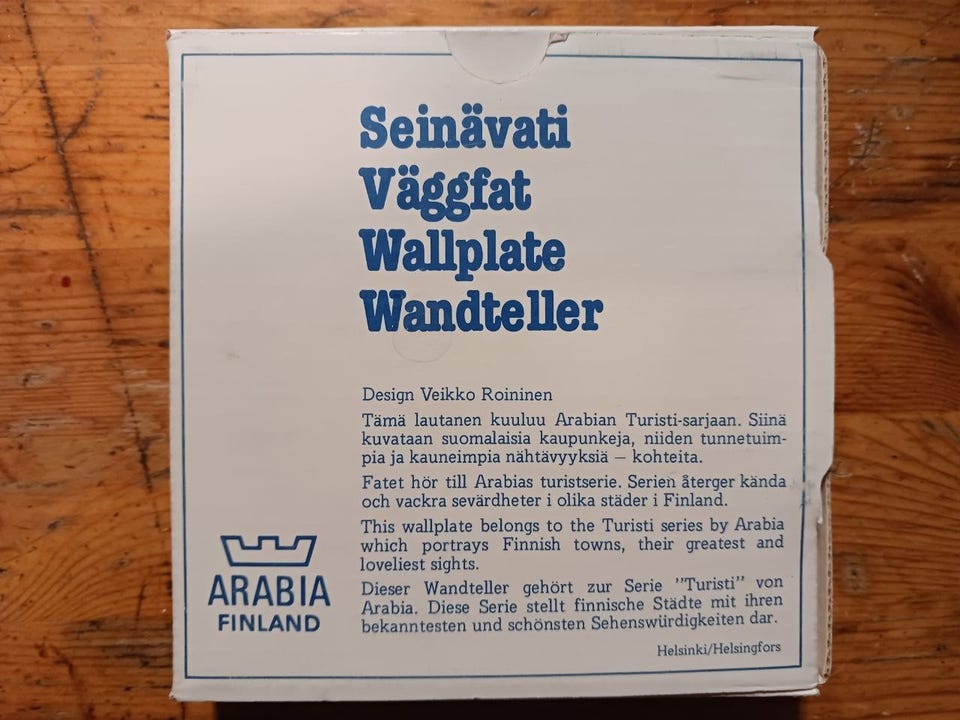 Seinävati
Väggfat
Wallplate
Wandteller
Design Veikko Roininen
Tämä lautanen kuuluu Arabian Turisti-sarjaan. Siinä
kuvataan suomalaisia kaupunkeja, niiden tunnetuim-
pia ja kauneimpia nähtävyyksiä – kohteita.
Fatet hör till Arabias turistserie. Serien återger kända
och vackra sevärdheter i olika städer i Finland.
This wallplate belongs to the Turisti series by Arabia
which portrays Finnish towns, their greatest and
loveliest sights.
Dieser Wandteller gehört zur Serie "Turisti" von
Arabia. Diese Serie stellt finnische Städte mit ihren
bekanntesten und schönsten Sehenswürdigkeiten dar.
Helsinki/Helsingfors
ARABIA
FINLAND